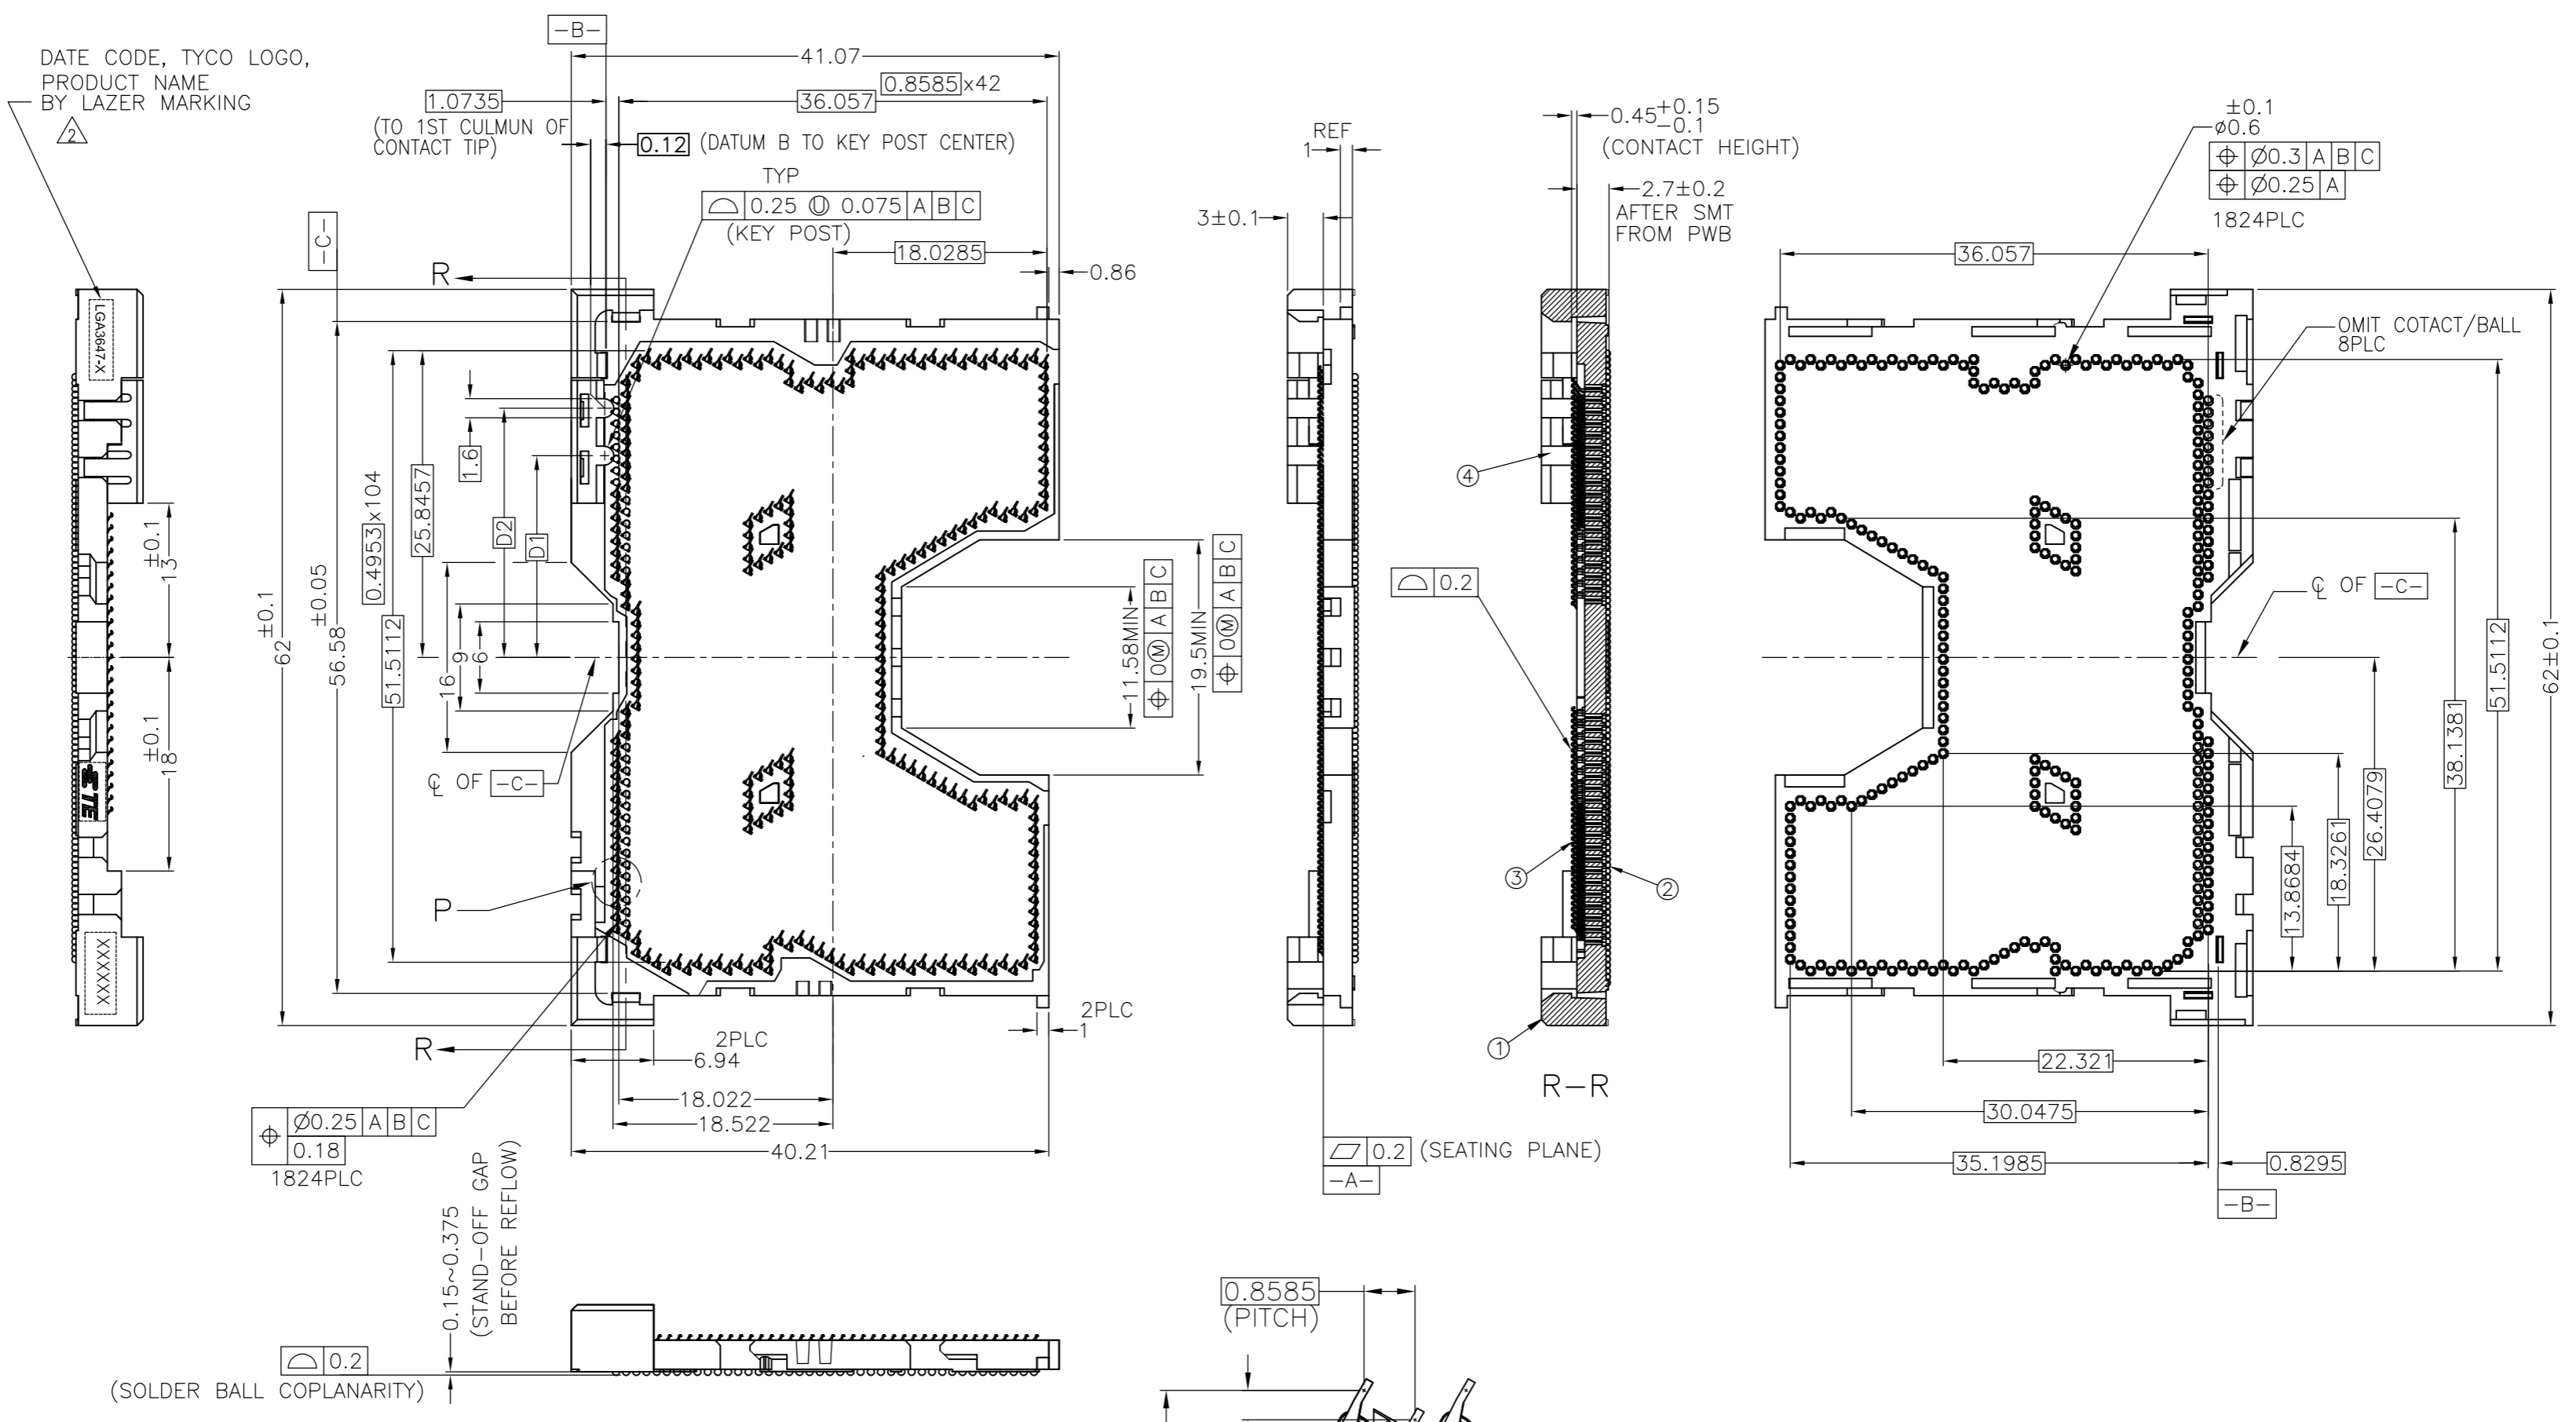 DATE CODE, TYCO LOGO,
PRODUCT NAME
BY LAZER MARKING
2
LGA3647-X
TE
XXXXXX
±0.1
13
±0.1
18
-B-
41.07
0.8585x42
1.0735
36.057
(TO 1ST CULMUN OF
CONTACT TIP)
0.12 (DATUM B TO KEY POST CENTER)
TYP
⌓ 0.25 Ⓤ 0.075 A B C
(KEY POST)
18.0285
0.86
-C-
R
±0.1
62
±0.05
56.58
0.4953x104
51.5112
25.8457
1.6
D2
D1
16
9
6
℄ OF -C-
P
R
11.58MIN
⌖ 0Ⓜ A B C
19.5MIN
⌖ 0Ⓜ A B C
2PLC
1
2PLC
6.94
18.022
18.522
40.21
⌖ Ø0.25 A B C
0.18
1824PLC
0.15~0.375
(STAND-OFF GAP
BEFORE REFLOW)
⌓ 0.2
(SOLDER BALL COPLANARITY)
REF
1
3±0.1
⏥ 0.2 (SEATING PLANE)
-A-
0.45+0.15
-0.1
(CONTACT HEIGHT)
2.7±0.2
AFTER SMT
FROM PWB
④
⌓ 0.2
③
②
①
R-R
0.8585
(PITCH)
±0.1
ø0.6
⌖ Ø0.3 A B C
⌖ Ø0.25 A
1824PLC
36.057
OMIT COTACT/BALL
8PLC
℄ OF -C-
62±0.1
51.5112
38.1381
26.4079
18.3261
13.8684
22.321
30.0475
35.1985
0.8295
-B-